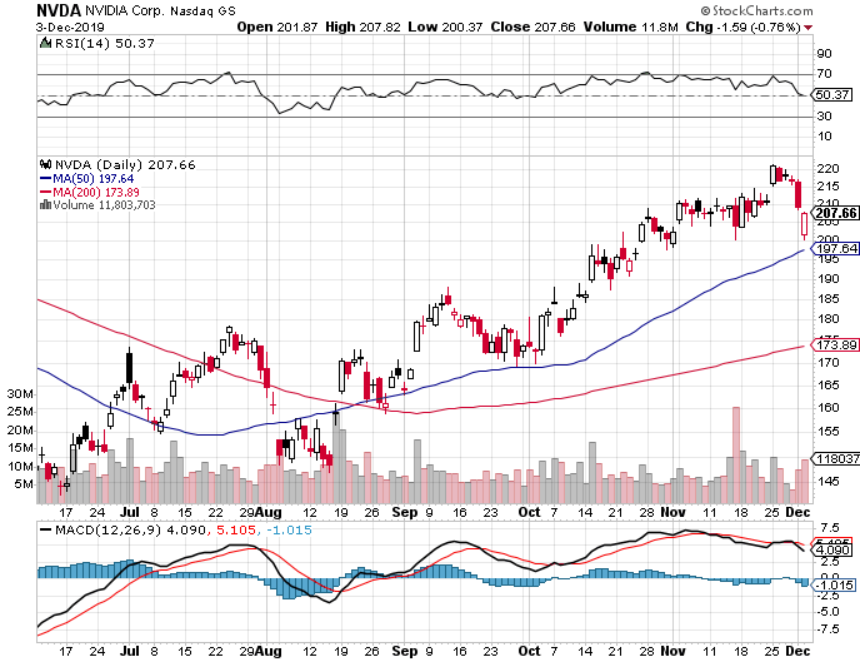 NVDA NVIDIA Corp. Nasdaq GS © StockCharts.com
3-Dec-2019 Open 201.87 High 207.82 Low 200.37 Close 207.66 Volume 11.8M Chg -1.59 (-0.76%)
RSI(14) 50.37
90
70
50.37
30
10
NVDA (Daily) 207.66
MA(50) 197.64
MA(200) 173.89
Volume 11,803,703
220
215
210
207.66
205
200
197.64
195
190
185
180
173.89
170
165
160
155
118037
145
30M
25M
20M
15M
10M
5M
17 24 Jul 8 15 22 29 Aug 5 12 19 26 Sep 9 16 23 Oct 7 14 21 28 Nov 11 18 25 Dec
MACD(12,26,9) 4.090, 5.105, -1.015
7.5
4.090
2.5
0.0
-1.015
-2.5
-5.0
-7.5
17 24 Jul 8 15 22 29 Aug 5 12 19 26 Sep 9 16 23 Oct 7 14 21 28 Nov 11 18 25 Dec